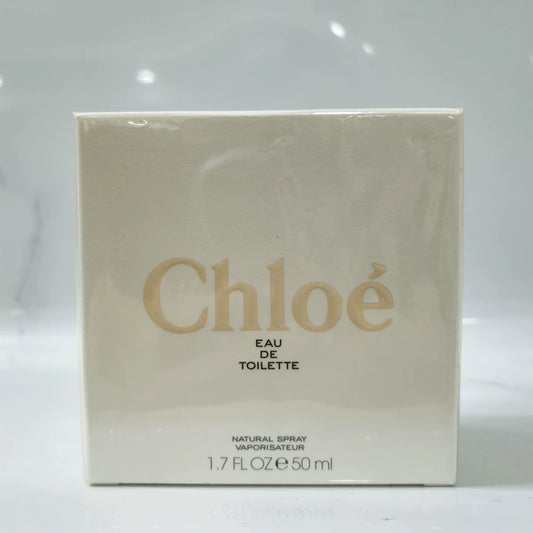 Chloé
EAU
DE
TOILETTE
NATURAL SPRAY
VAPORISATEUR
1.7 FL OZ ℮ 50 ml